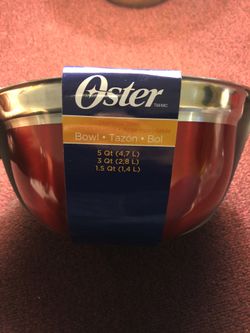 Oster
Bowl • Tazón • Bol
5 Qt (4,7 L)
3 Qt (2,8 L)
1.5 Qt (1,4 L)